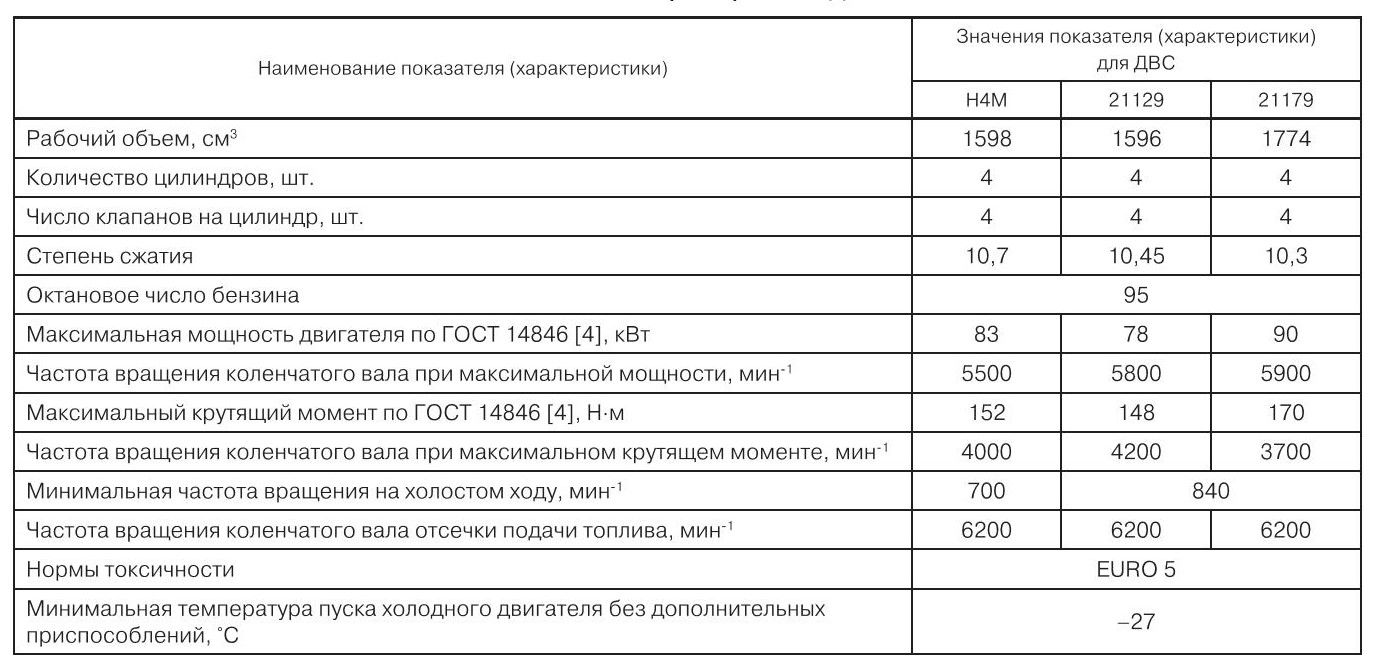 Наименование показателя (характеристики)
Значения показателя (характеристики)
для ДВС
H4M 21129 21179
Рабочий объем, см³ 1598 1596 1774
Количество цилиндров, шт. 4 4 4
Число клапанов на цилиндр, шт. 4 4 4
Степень сжатия 10,7 10,45 10,3
Октановое число бензина 95
Максимальная мощность двигателя по ГОСТ 14846 [4], кВт 83 78 90
Частота вращения коленчатого вала при максимальной мощности, мин⁻¹ 5500 5800 5900
Максимальный крутящий момент по ГОСТ 14846 [4], Н·м 152 148 170
Частота вращения коленчатого вала при максимальном крутящем моменте, мин⁻¹ 4000 4200 3700
Минимальная частота вращения на холостом ходу, мин⁻¹ 700 840
Частота вращения коленчатого вала отсечки подачи топлива, мин⁻¹ 6200 6200 6200
Нормы токсичности EURO 5
Минимальная температура пуска холодного двигателя без дополнительных
приспособлений, ˚С –27